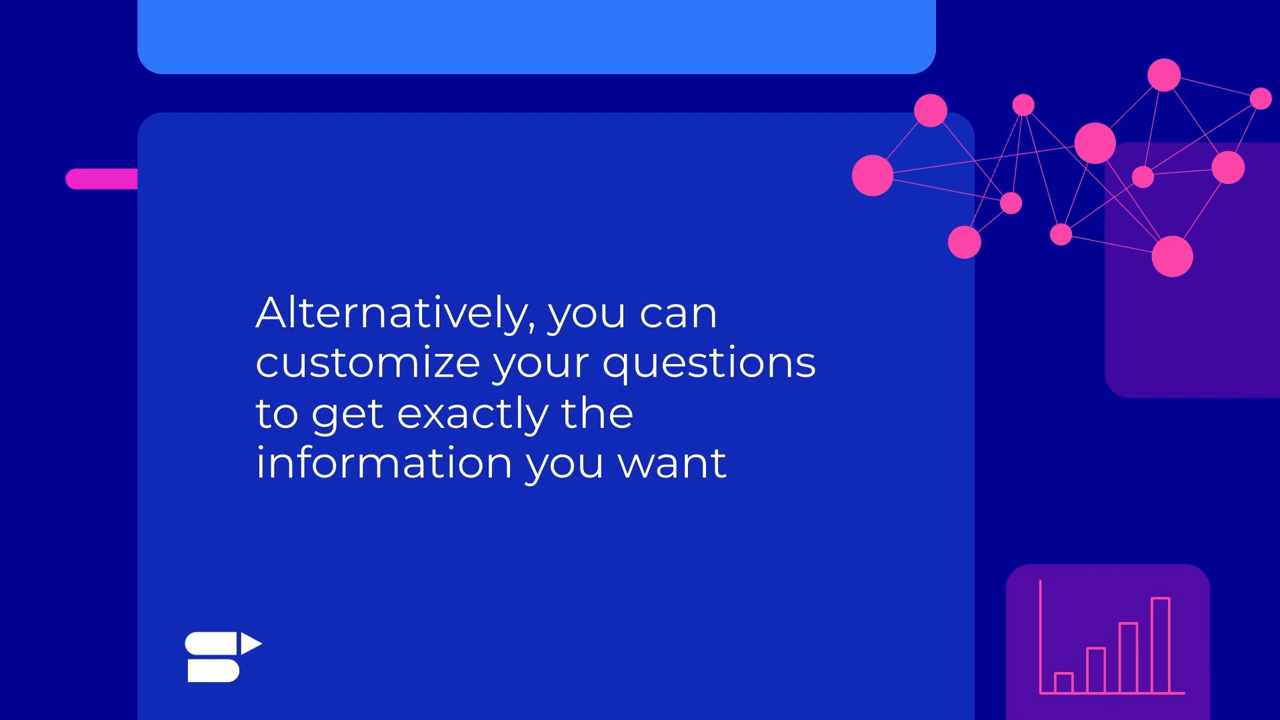 Alternatively, you can
customize your questions
to get exactly the
information you want